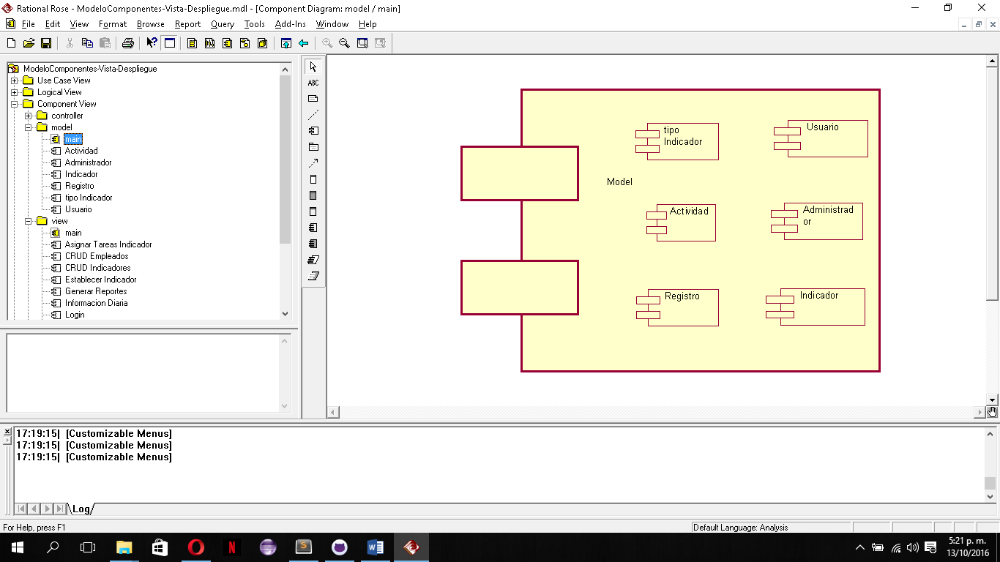 Rational Rose - ModeloComponentes-Vista-Despliegue.mdl - [Component Diagram: model / main]
File Edit View Format Browse Report Query Tools Add-Ins Window Help
ModeloComponentes-Vista-Despliegue
Use Case View
Logical View
Component View
controller
model
main
Actividad
Administrador
Indicador
Registro
tipo Indicador
Usuario
view
main
Asignar Tareas Indicador
CRUD Empleados
CRUD Indicadores
Establecer Indicador
Generar Reportes
Informacion Diaria
Login
ABC
tipo
Indicador
Usuario
Model
Actividad
Administrad
or
Registro
Indicador
17:19:15| [Customizable Menus]
17:19:15| [Customizable Menus]
17:19:15| [Customizable Menus]
Log
For Help, press F1
Default Language: Analysis
5:21 p. m.
13/10/2016